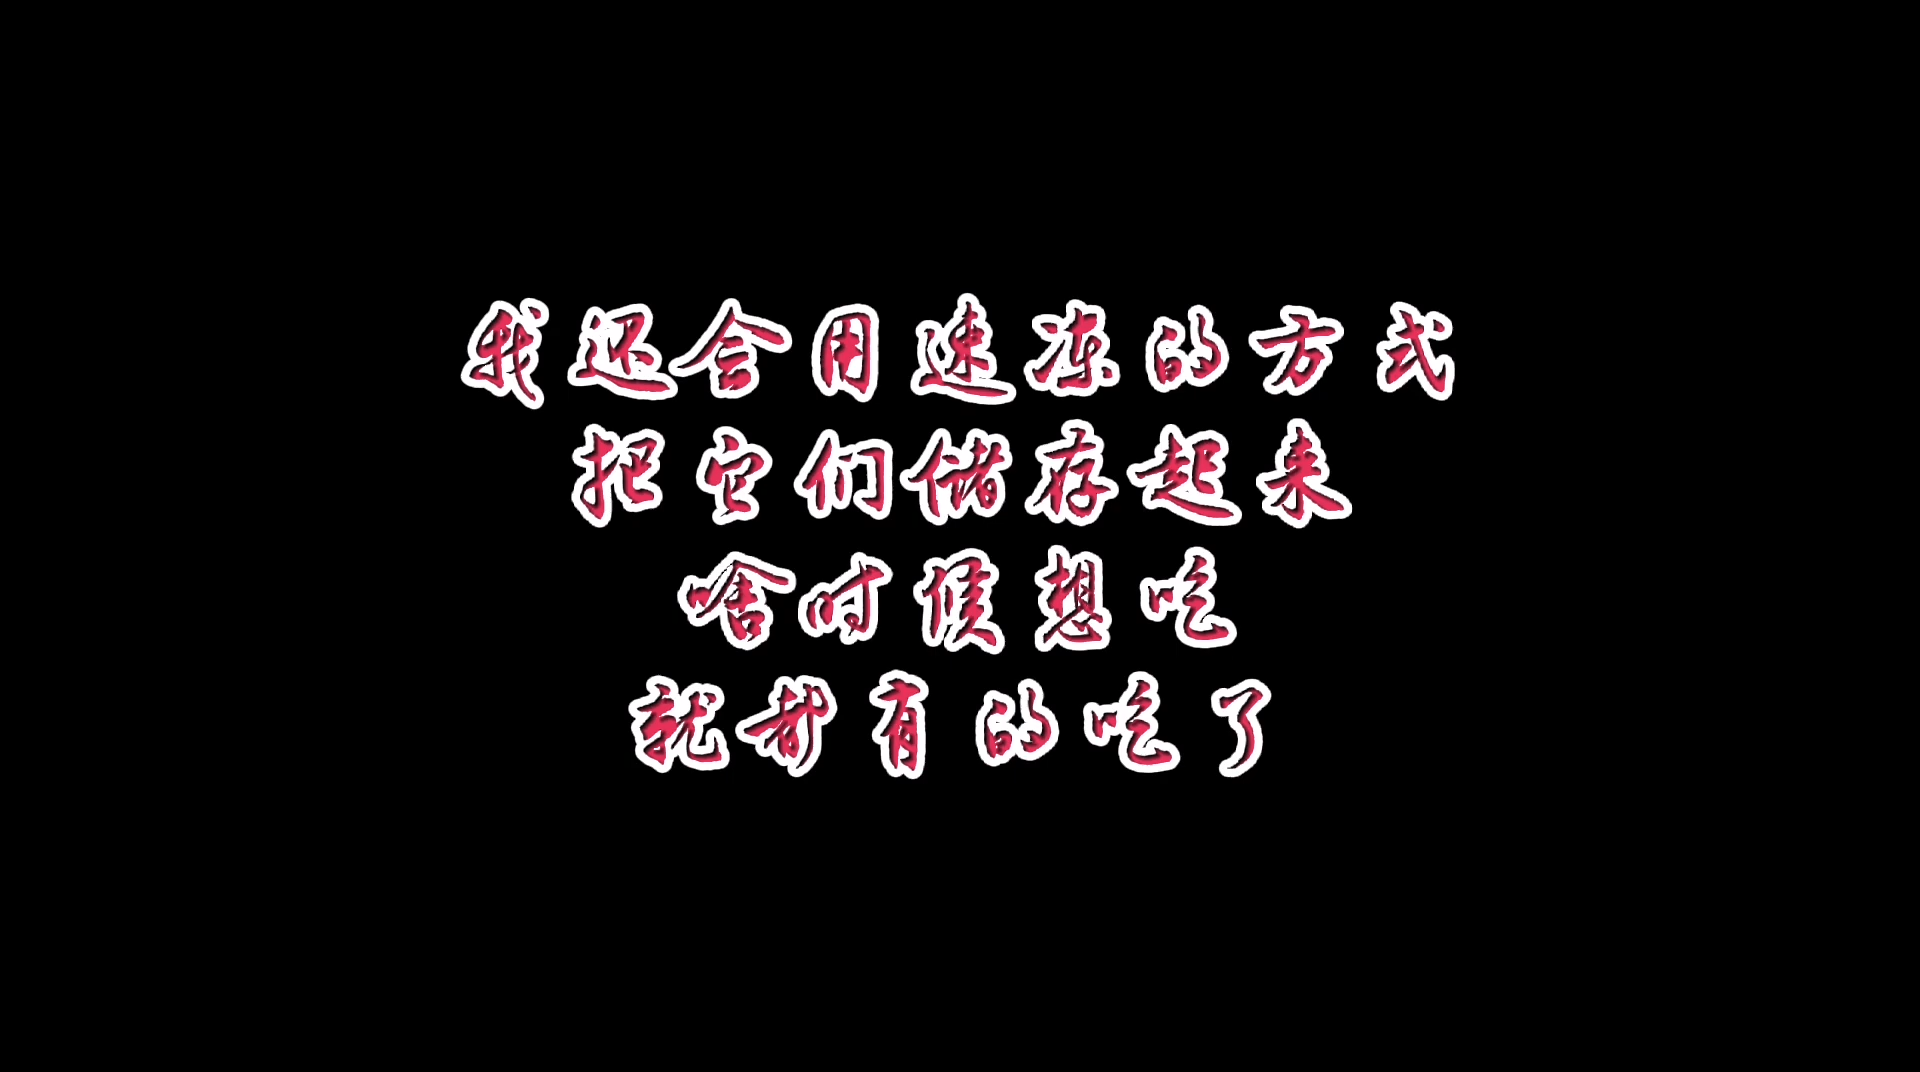 我还会用速冻的方式
把它们储存起来
啥时候想吃
就都有的吃了